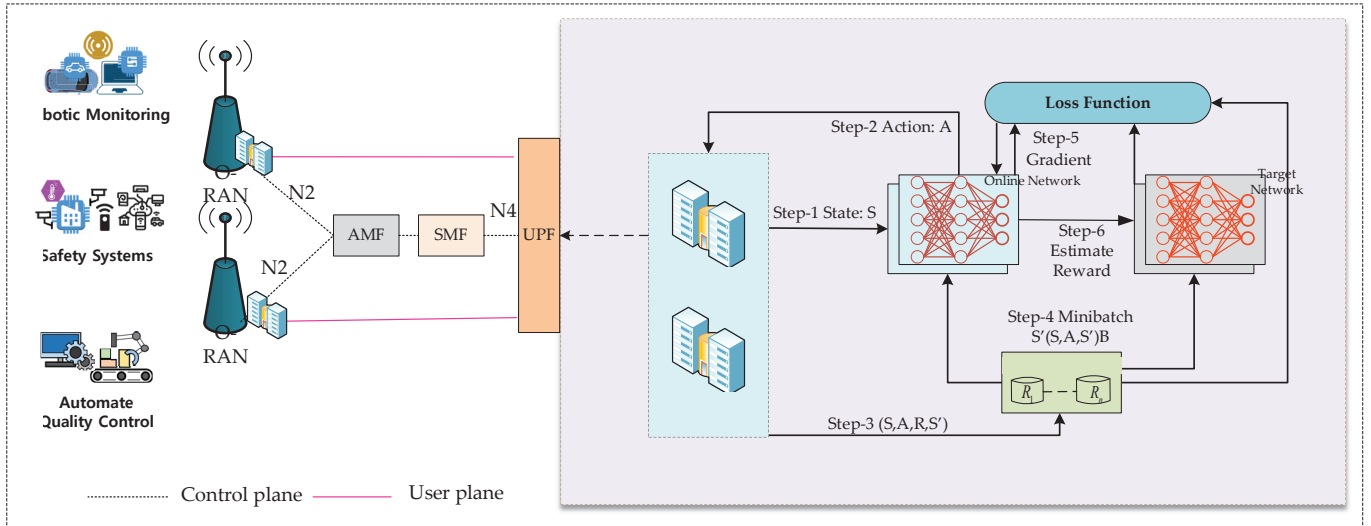 botic Monitoring
Safety Systems
Automate
Quality Control
O-
RAN
O-
RAN
N2
N2
AMF
SMF
N4
UPF
Control plane
User plane
Step-2 Action: A
Step-1 State: S
Step-3 (S,A,R,S’)
Loss Function
Step-5
Gradient
Online Network
Target
Network
Step-6
Estimate
Reward
Step-4 Minibatch
S’(S,A,S’)B
R1
Rn